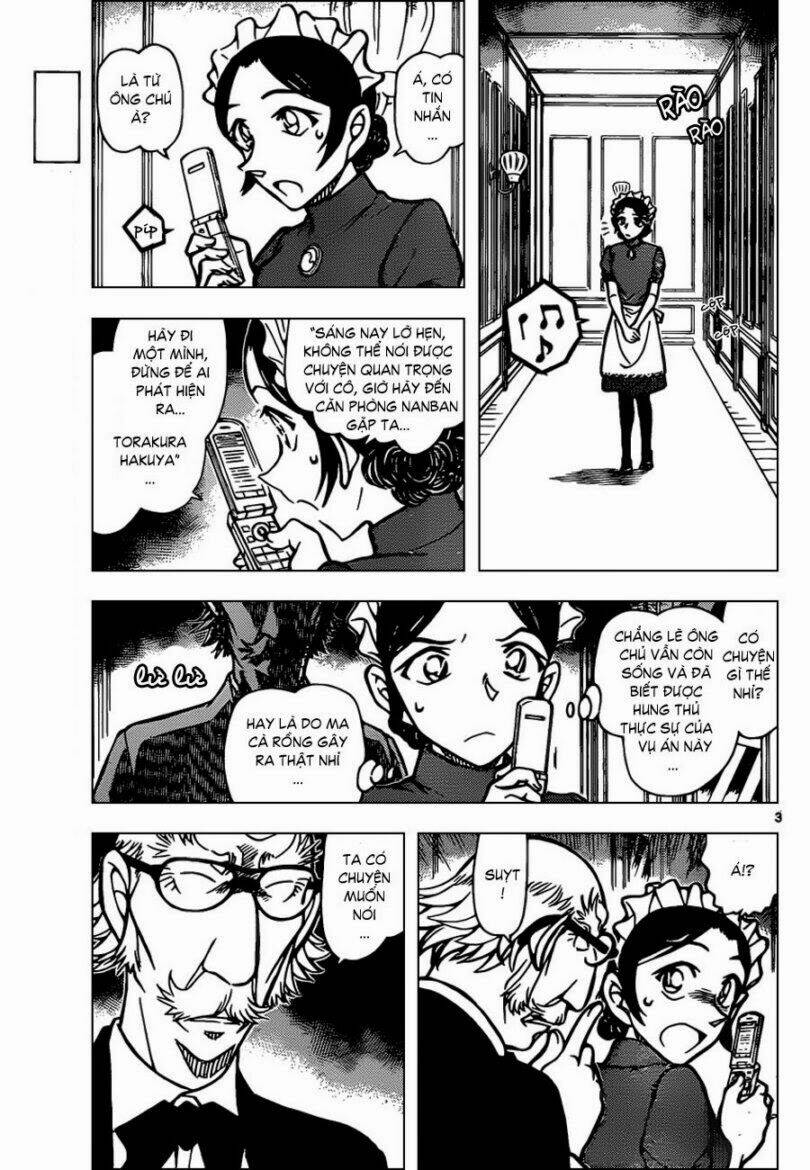 RÀO
RÀO
CỘP
CỘP
Á, CÓ
TIN
NHẮN
...
LÀ TỪ
ÔNG CHỦ
À?
PÍP
"SÁNG NAY LỠ HẸN,
KHÔNG THỂ NÓI ĐƯỢC
CHUYỆN QUAN TRỌNG
VỚI CÔ, GIỜ HÃY ĐẾN
CĂN PHÒNG NANBAN
GẶP TA...
HÃY ĐI
MỘT MÌNH,
ĐỪNG ĐỂ AI
PHÁT HIỆN
RA...
TORAKURA
HAKUYA"
...
CÓ
CHUYỆN
GÌ THẾ
NHỈ?
CHẲNG LẼ ÔNG
CHỦ VẪN CÒN
SỐNG VÀ ĐÃ
BIẾT ĐƯỢC
HUNG THỦ
THỰC SỰ CỦA
VỤ ÁN NÀY
...
HAY LÀ DO MA
CÀ RỒNG GÂY
RA THẬT NHỈ
lừ lừ
3
Á!?
SUỴT
!
TA CÓ
CHUYỆN
MUỐN
NÓI
...